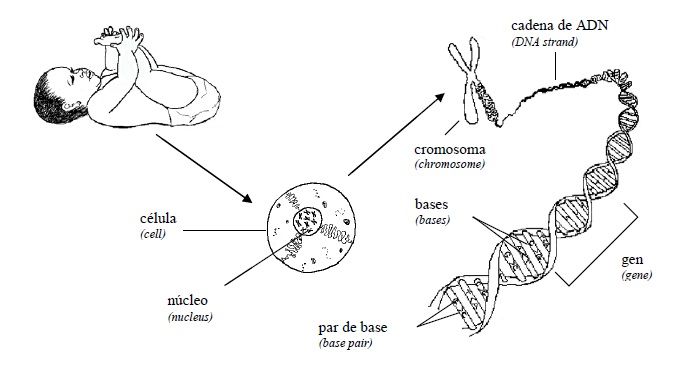 cadena de ADN
(DNA strand)
cromosoma
(chromosome)
bases
(bases)
célula
(cell)
gen
(gene)
núcleo
(nucleus)
par de base
(base pair)